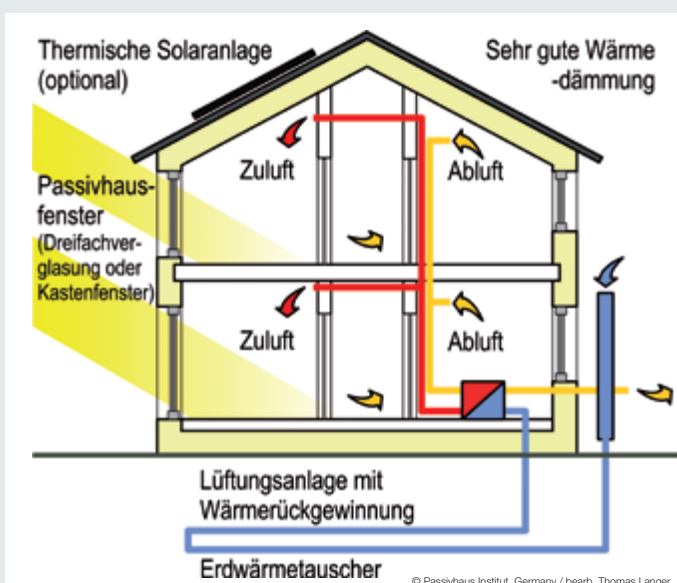 Thermische Solaranlage
(optional)
Sehr gute Wärme
-dämmung
Zuluft
Abluft
Passivhaus-
fenster
(Dreifachver-
glasung oder
Kastenfenster)
Zuluft
Abluft
Lüftungsanlage mit
Wärmerückgewinnung
Erdwärmetauscher
© Passivhaus Institut, Germany / bearb. Thomas Langer